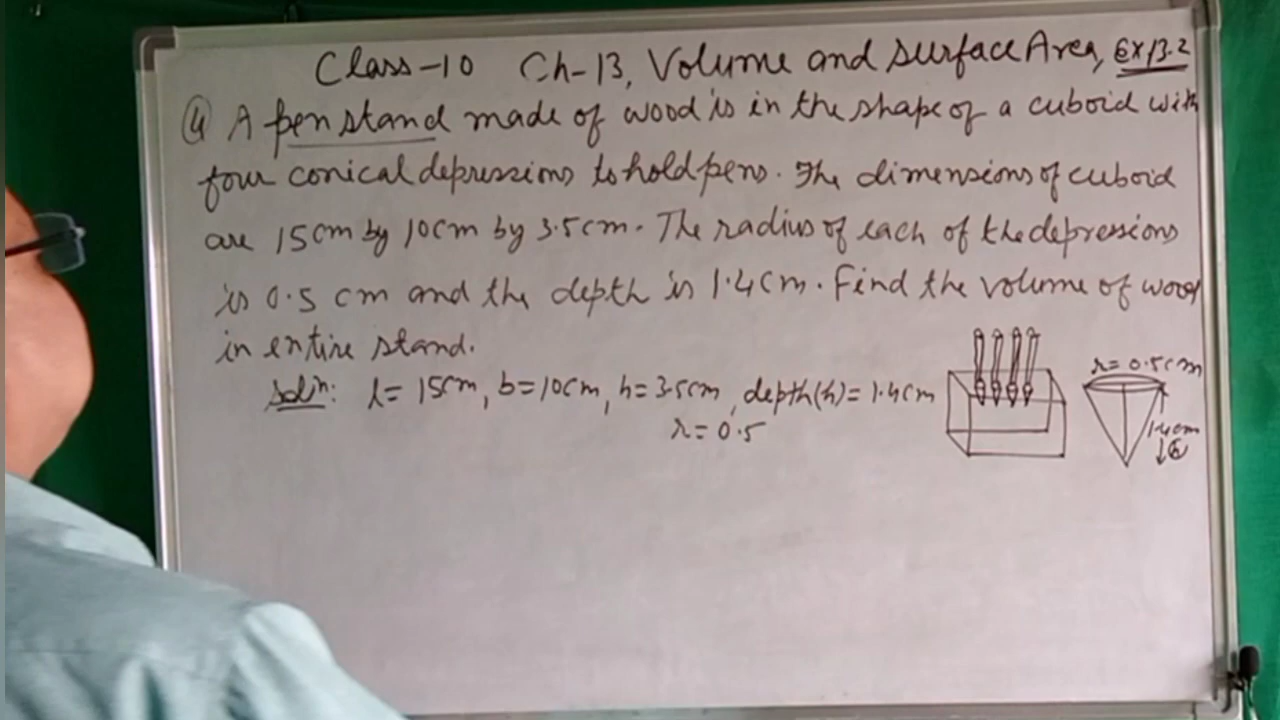 Class-10 Ch-13, Volume and Surface Area, Ex 13.2
④ A pen stand made of wood is in the shape of a cuboid with
four conical depressions to hold pens. The dimensions of cuboid
are 15cm by 10cm by 3.5cm. The radius of each of the depressions
is 0.5 cm and the depth is 1.4cm. Find the volume of wood
in entire stand.
Soln: l= 15cm, b=10cm, h=3.5cm, depth(h)=1.4cm
r=0.5
r=0.5cm
1.4cm